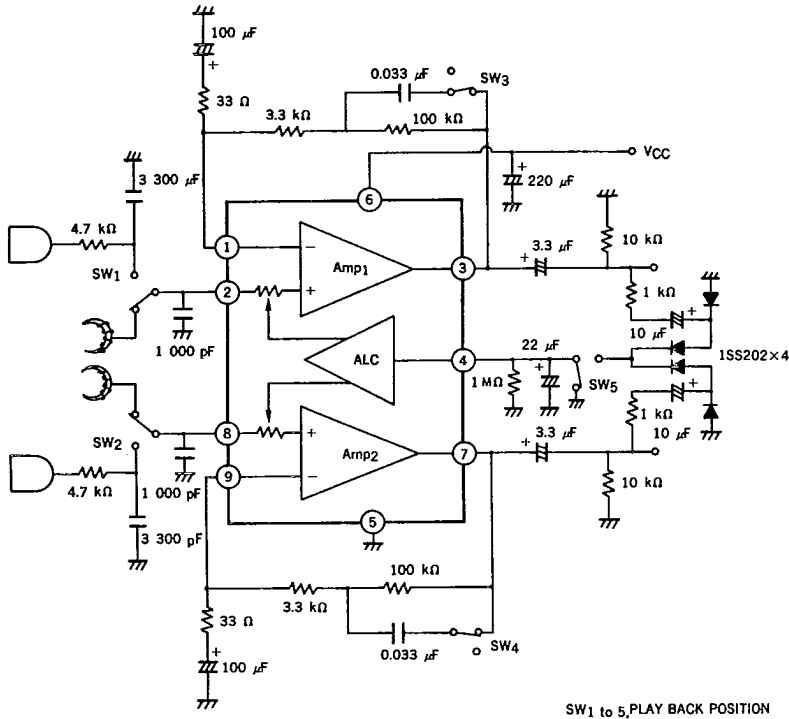 100 μF
+
33 Ω
3.3 kΩ
0.033 μF
SW3
100 kΩ
VCC
+
220 μF
3 300 μF
4.7 kΩ
SW1
1 000 pF
6
1
−
Amp1
2
+
3
+
3.3 μF
10 kΩ
1 kΩ
10 μF
+
1SS202×4
ALC
4
22 μF
1 MΩ
+
SW5
+
1 kΩ
10 μF
8
+
Amp2
9
−
7
+
3.3 μF
10 kΩ
SW2
4.7 kΩ
1 000 pF
3 300 pF
5
100 kΩ
3.3 kΩ
33 Ω
+
100 μF
0.033 μF
SW4
SW1 to 5, PLAY BACK POSITION